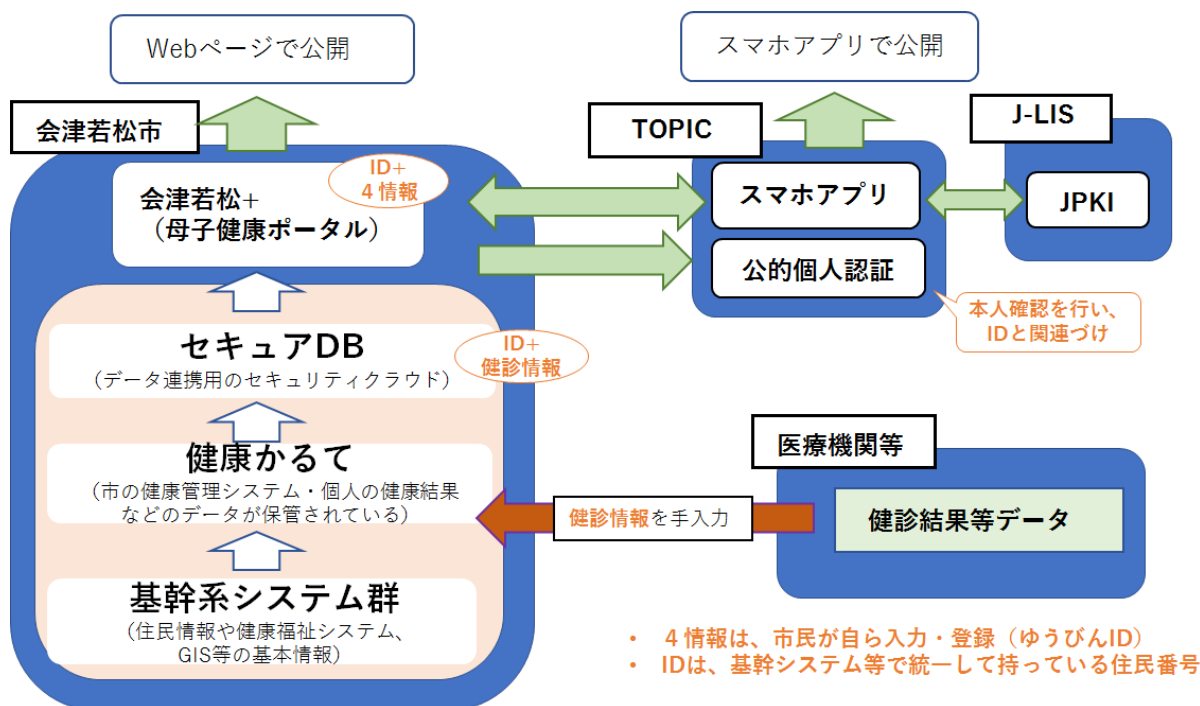 Webページで公開
スマホアプリで公開
会津若松市
TOPIC
J-LIS
ID+
4 情報
会津若松+
（母子健康ポータル）
スマホアプリ
JPKI
公的個人認証
本人確認を行い、
IDと関連づけ
セキュアDB
（データ連携用のセキュリティクラウド）
ID+
健診情報
健康かるて
（市の健康管理システム・個人の健康結果
などのデータが保管されている）
医療機関等
健診情報を手入力
健診結果等データ
基幹系システム群
（住民情報や健康福祉システム、
GIS等の基本情報）
• 4 情報は、市民が自ら入力・登録（ゆうびんID）
• IDは、基幹システム等で統一して持っている住民番号